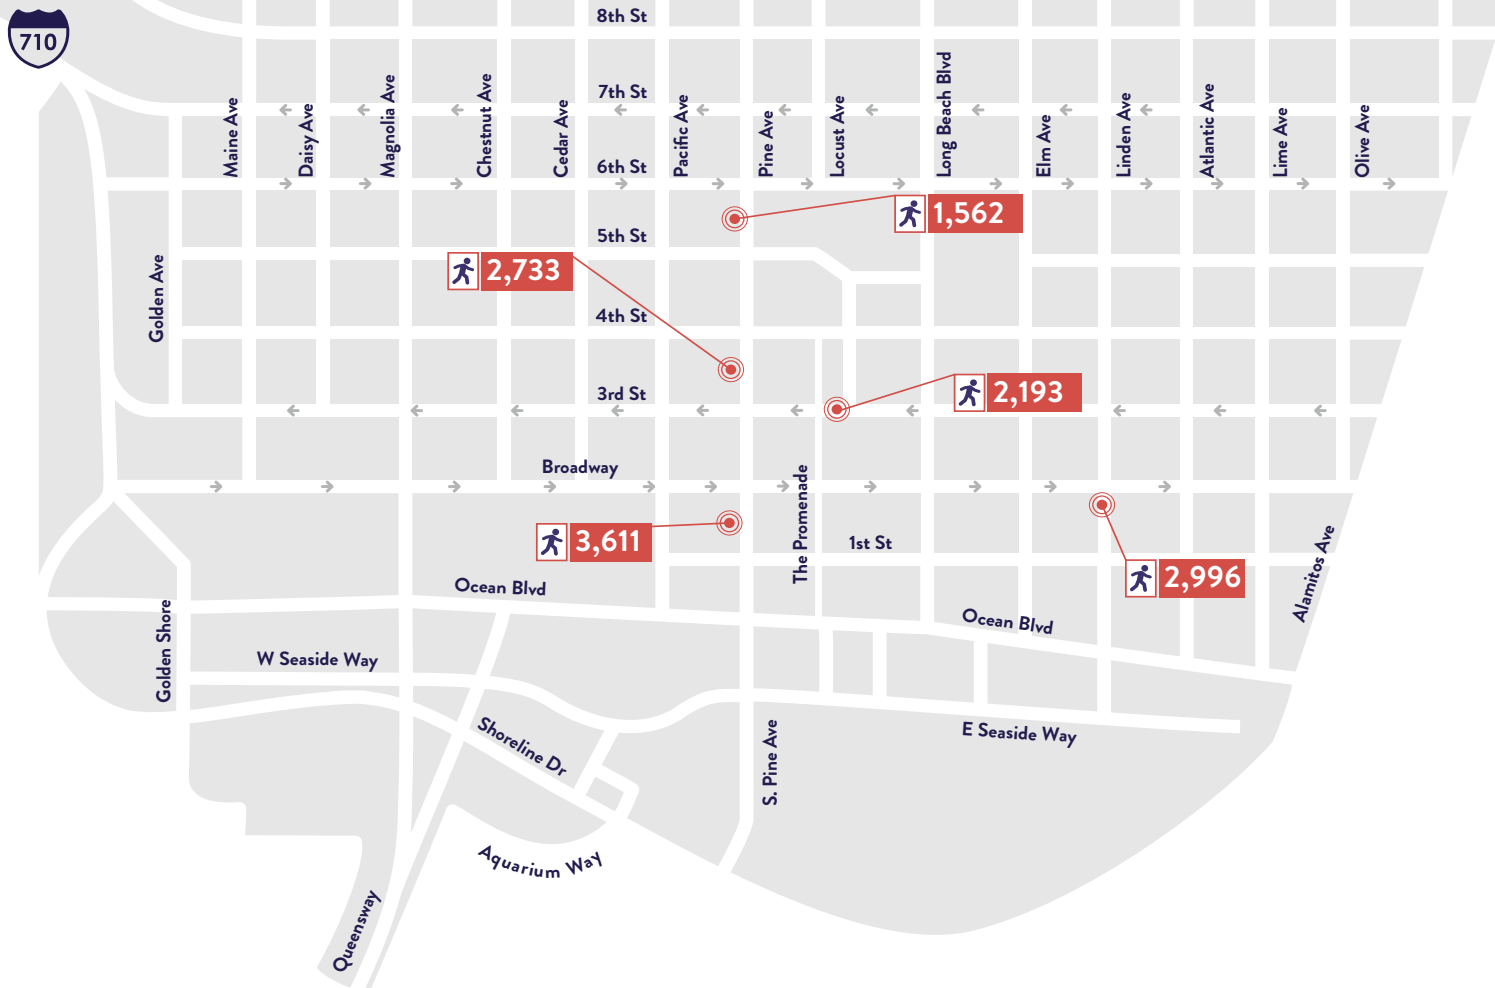 8th St
710
7th St
Maine Ave
Daisy Ave
Magnolia Ave
Chestnut Ave
Cedar Ave
Pacific Ave
Pine Ave
Locust Ave
Long Beach Blvd
Elm Ave
Linden Ave
Atlantic Ave
Lime Ave
Olive Ave
6th St
1,562
5th St
2,733
Golden Ave
4th St
3rd St
2,193
Broadway
The Promenade
3,611
1st St
2,996
Alamitos Ave
Ocean Blvd
Ocean Blvd
Golden Shore
W Seaside Way
Shoreline Dr
S. Pine Ave
E Seaside Way
Aquarium Way
Queensway